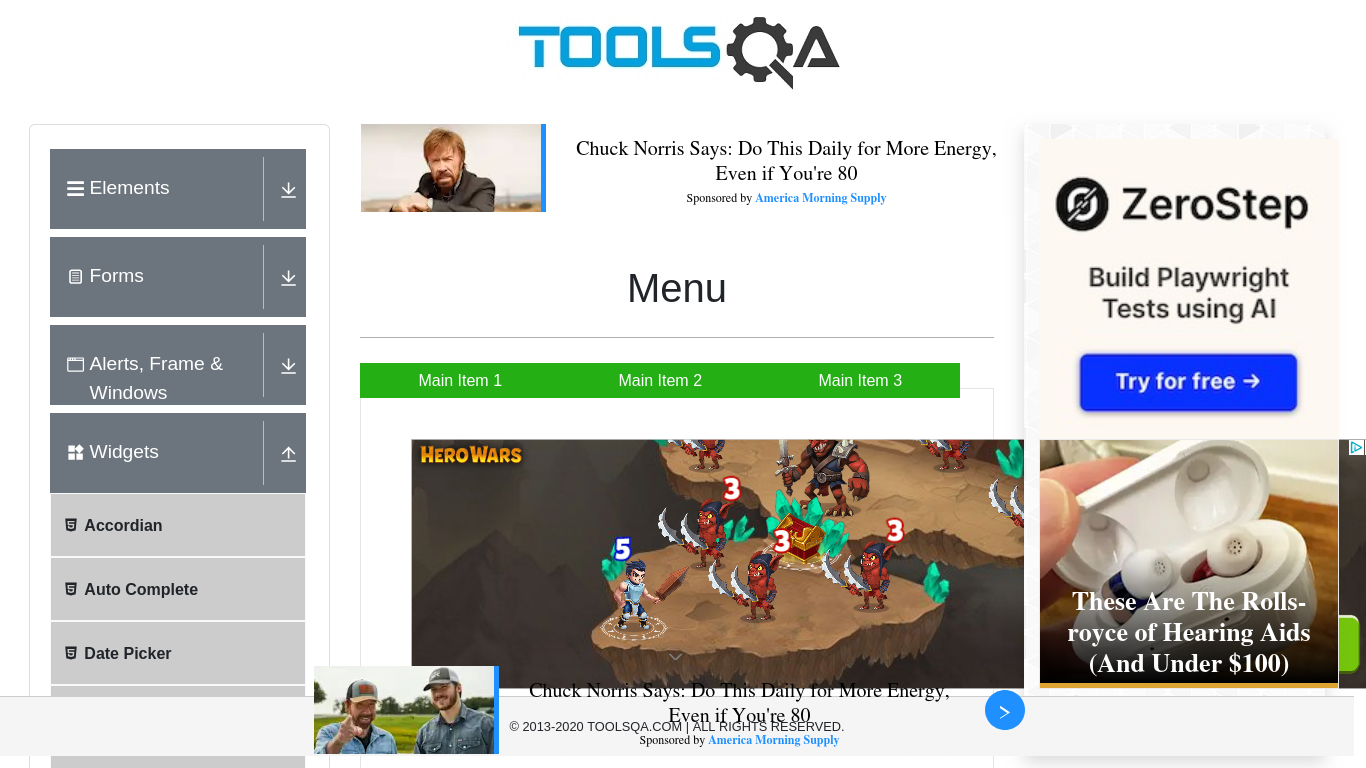 TOOLSQA
Elements
Forms
Alerts, Frame &
Windows
Widgets
Accordian
Auto Complete
Date Picker
Chuck Norris Says: Do This Daily for More Energy,
Even if You're 80
Sponsored by America Morning Supply
Menu
Main Item 1
Main Item 2
Main Item 3
HERO WARS
3
3
3
5
ZeroStep
Build Playwright
Tests using AI
Try for free →
These Are The Rolls-
royce of Hearing Aids
(And Under $100)
Chuck Norris Says: Do This Daily for More Energy,
Even if You're 80
© 2013-2020 TOOLSQA.COM | ALL RIGHTS RESERVED.
Sponsored by America Morning Supply